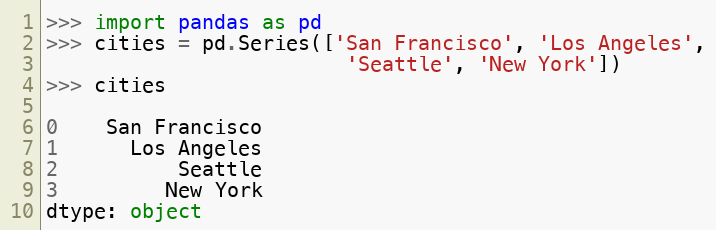 1 >>> import pandas as pd
2 >>> cities = pd.Series(['San Francisco', 'Los Angeles',
3                         'Seattle', 'New York'])
4 >>> cities
5
6 0    San Francisco
7 1      Los Angeles
8 2          Seattle
9 3         New York
10 dtype: object